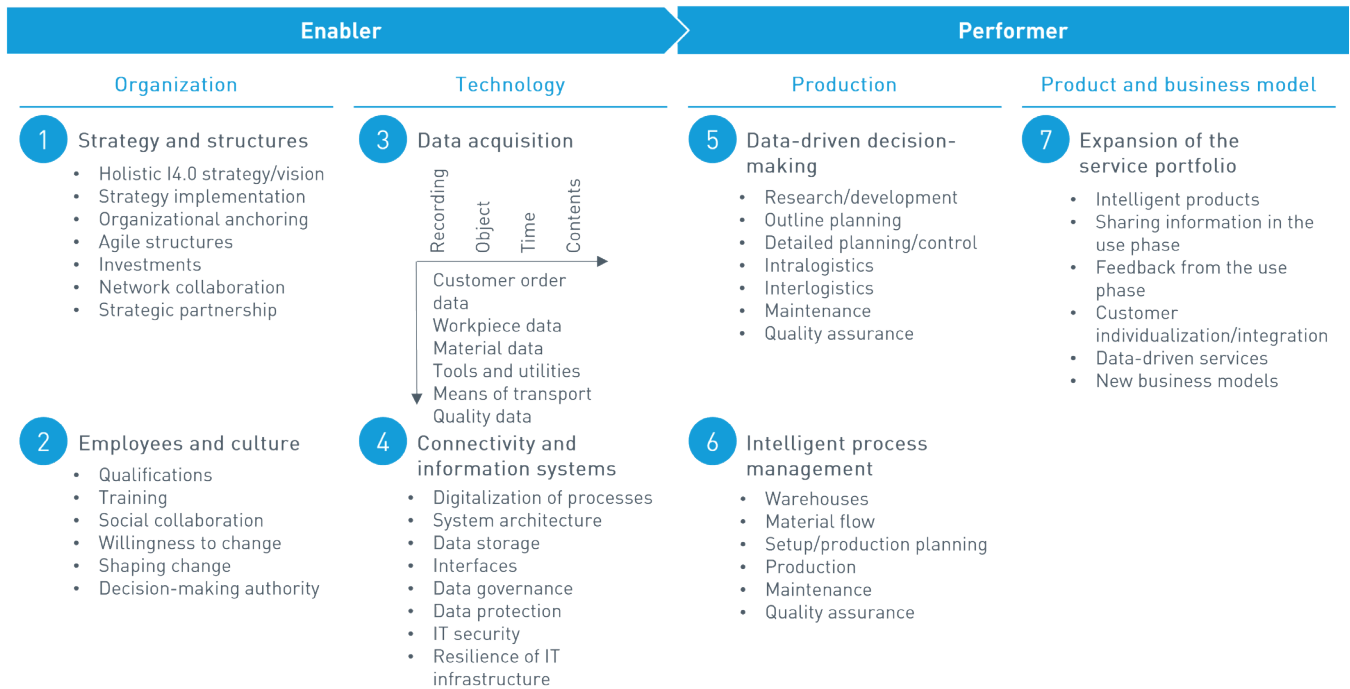 Enabler
Performer
Organization
Technology
Production
Product and business model
1
Strategy and structures
• Holistic I4.0 strategy/vision
• Strategy implementation
• Organizational anchoring
• Agile structures
• Investments
• Network collaboration
• Strategic partnership
2
Employees and culture
• Qualifications
• Training
• Social collaboration
• Willingness to change
• Shaping change
• Decision-making authority
3
Data acquisition
Recording
Object
Time
Contents
Customer order
data
Workpiece data
Material data
Tools and utilities
Means of transport
Quality data
4
Connectivity and
information systems
• Digitalization of processes
• System architecture
• Data storage
• Interfaces
• Data governance
• Data protection
• IT security
• Resilience of IT
infrastructure
5
Data-driven decision-
making
• Research/development
• Outline planning
• Detailed planning/control
• Intralogistics
• Interlogistics
• Maintenance
• Quality assurance
6
Intelligent process
management
• Warehouses
• Material flow
• Setup/production planning
• Production
• Maintenance
• Quality assurance
7
Expansion of the
service portfolio
• Intelligent products
• Sharing information in the
use phase
• Feedback from the use
phase
• Customer
individualization/integration
• Data-driven services
• New business models